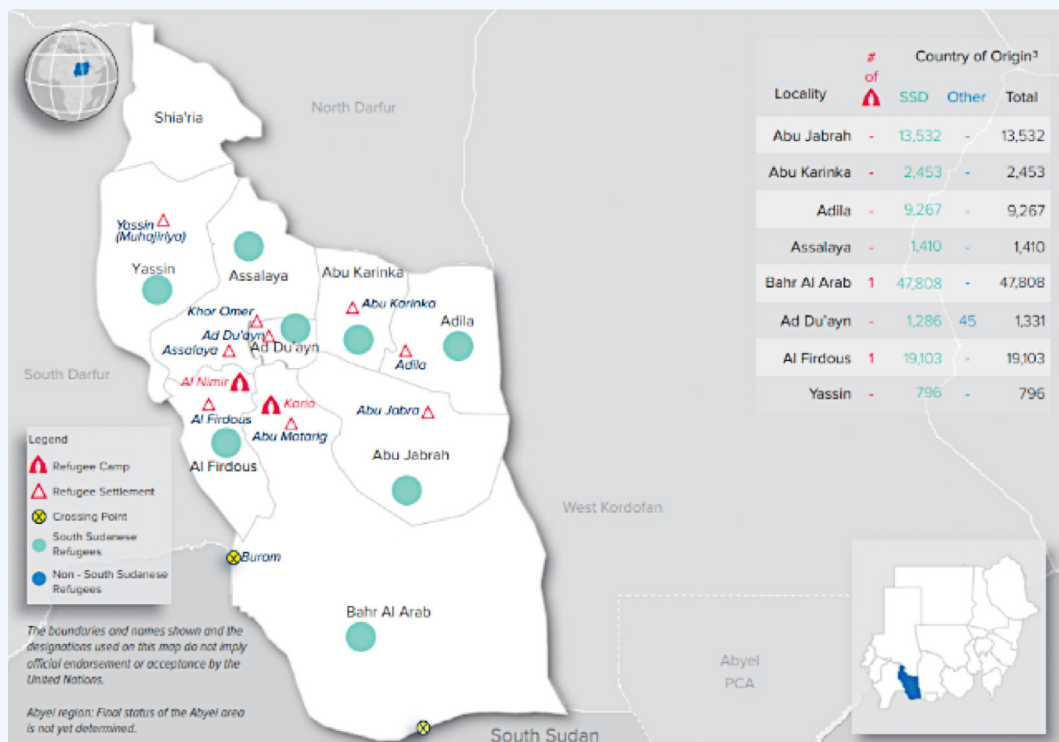 North Darfur
Shia'ria
Yassin
(Muhajiriya)
Yassin
Assalaya
Abu Karinka
Khor Omer
Abu Karinka
Ad Du'ayn
Ad Du'ayn
Adila
Assalaya
Adila
South Darfur
Al Nimir
Kario
Al Firdous
Abu Jabra
Abu Matarig
Al Firdous
Abu Jabrah
West Kordofan
Buram
Bahr Al Arab
Abyei
PCA
South Sudan
# of
Country of Origin³
Locality SSD Other Total
Abu Jabrah - 13,532 - 13,532
Abu Karinka - 2,453 - 2,453
Adila - 9,267 - 9,267
Assalaya - 1,410 - 1,410
Bahr Al Arab 1 47,808 - 47,808
Ad Du'ayn - 1,286 45 1,331
Al Firdous 1 19,103 - 19,103
Yassin - 796 - 796
Legend
Refugee Camp
Refugee Settlement
Crossing Point
South Sudanese
Refugees
Non - South Sudanese
Refugees
The boundaries and names shown and the
designations used on this map do not imply
official endorsement or acceptance by the
United Nations.
Abyei region: Final status of the Abyei area
is not yet determined.